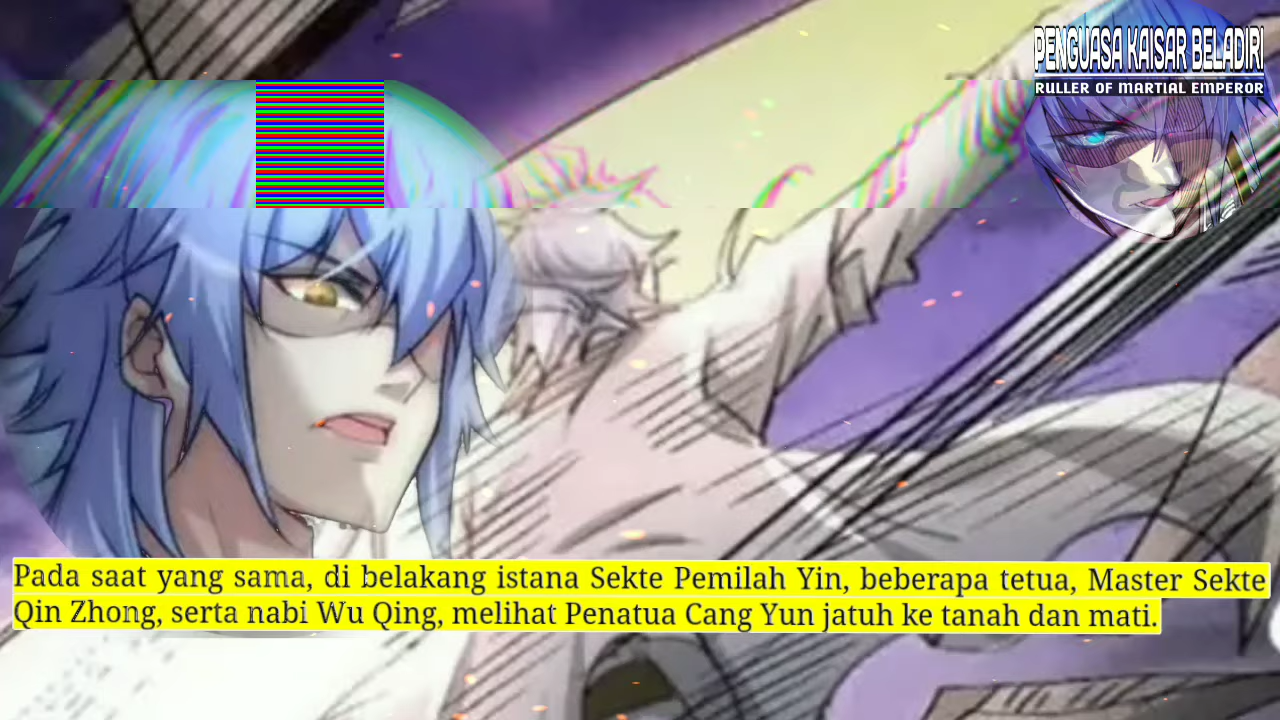 PENGUASA KAISAR BELADIRI
RULLER OF MARTIAL EMPEROR
Pada saat yang sama, di belakang istana Sekte Pemilah Yin, beberapa tetua, Master Sekte
Qin Zhong, serta nabi Wu Qing, melihat Penatua Cang Yun jatuh ke tanah dan mati.